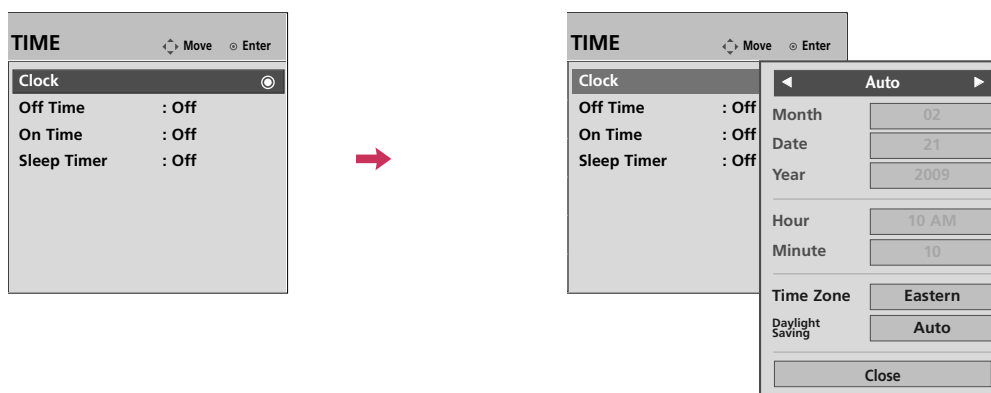 TIME Move Enter
Clock
Off Time : Off
On Time : Off
Sleep Timer : Off
TIME Move Enter
Clock
Off Time : Off
On Time : Off
Sleep Timer : Off
Auto
Month 02
Date 21
Year 2009
Hour 10 AM
Minute 10
Time Zone Eastern
Daylight
Saving Auto
Close